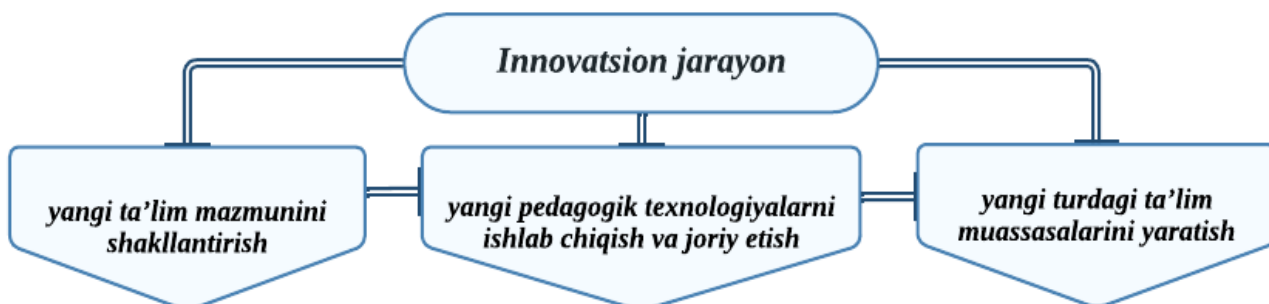 Innovatsion jarayon
yangi ta’lim mazmunini
shakllantirish
yangi pedagogik texnologiyalarni
ishlab chiqish va joriy etish
yangi turdagi ta’lim
muassasalarini yaratish